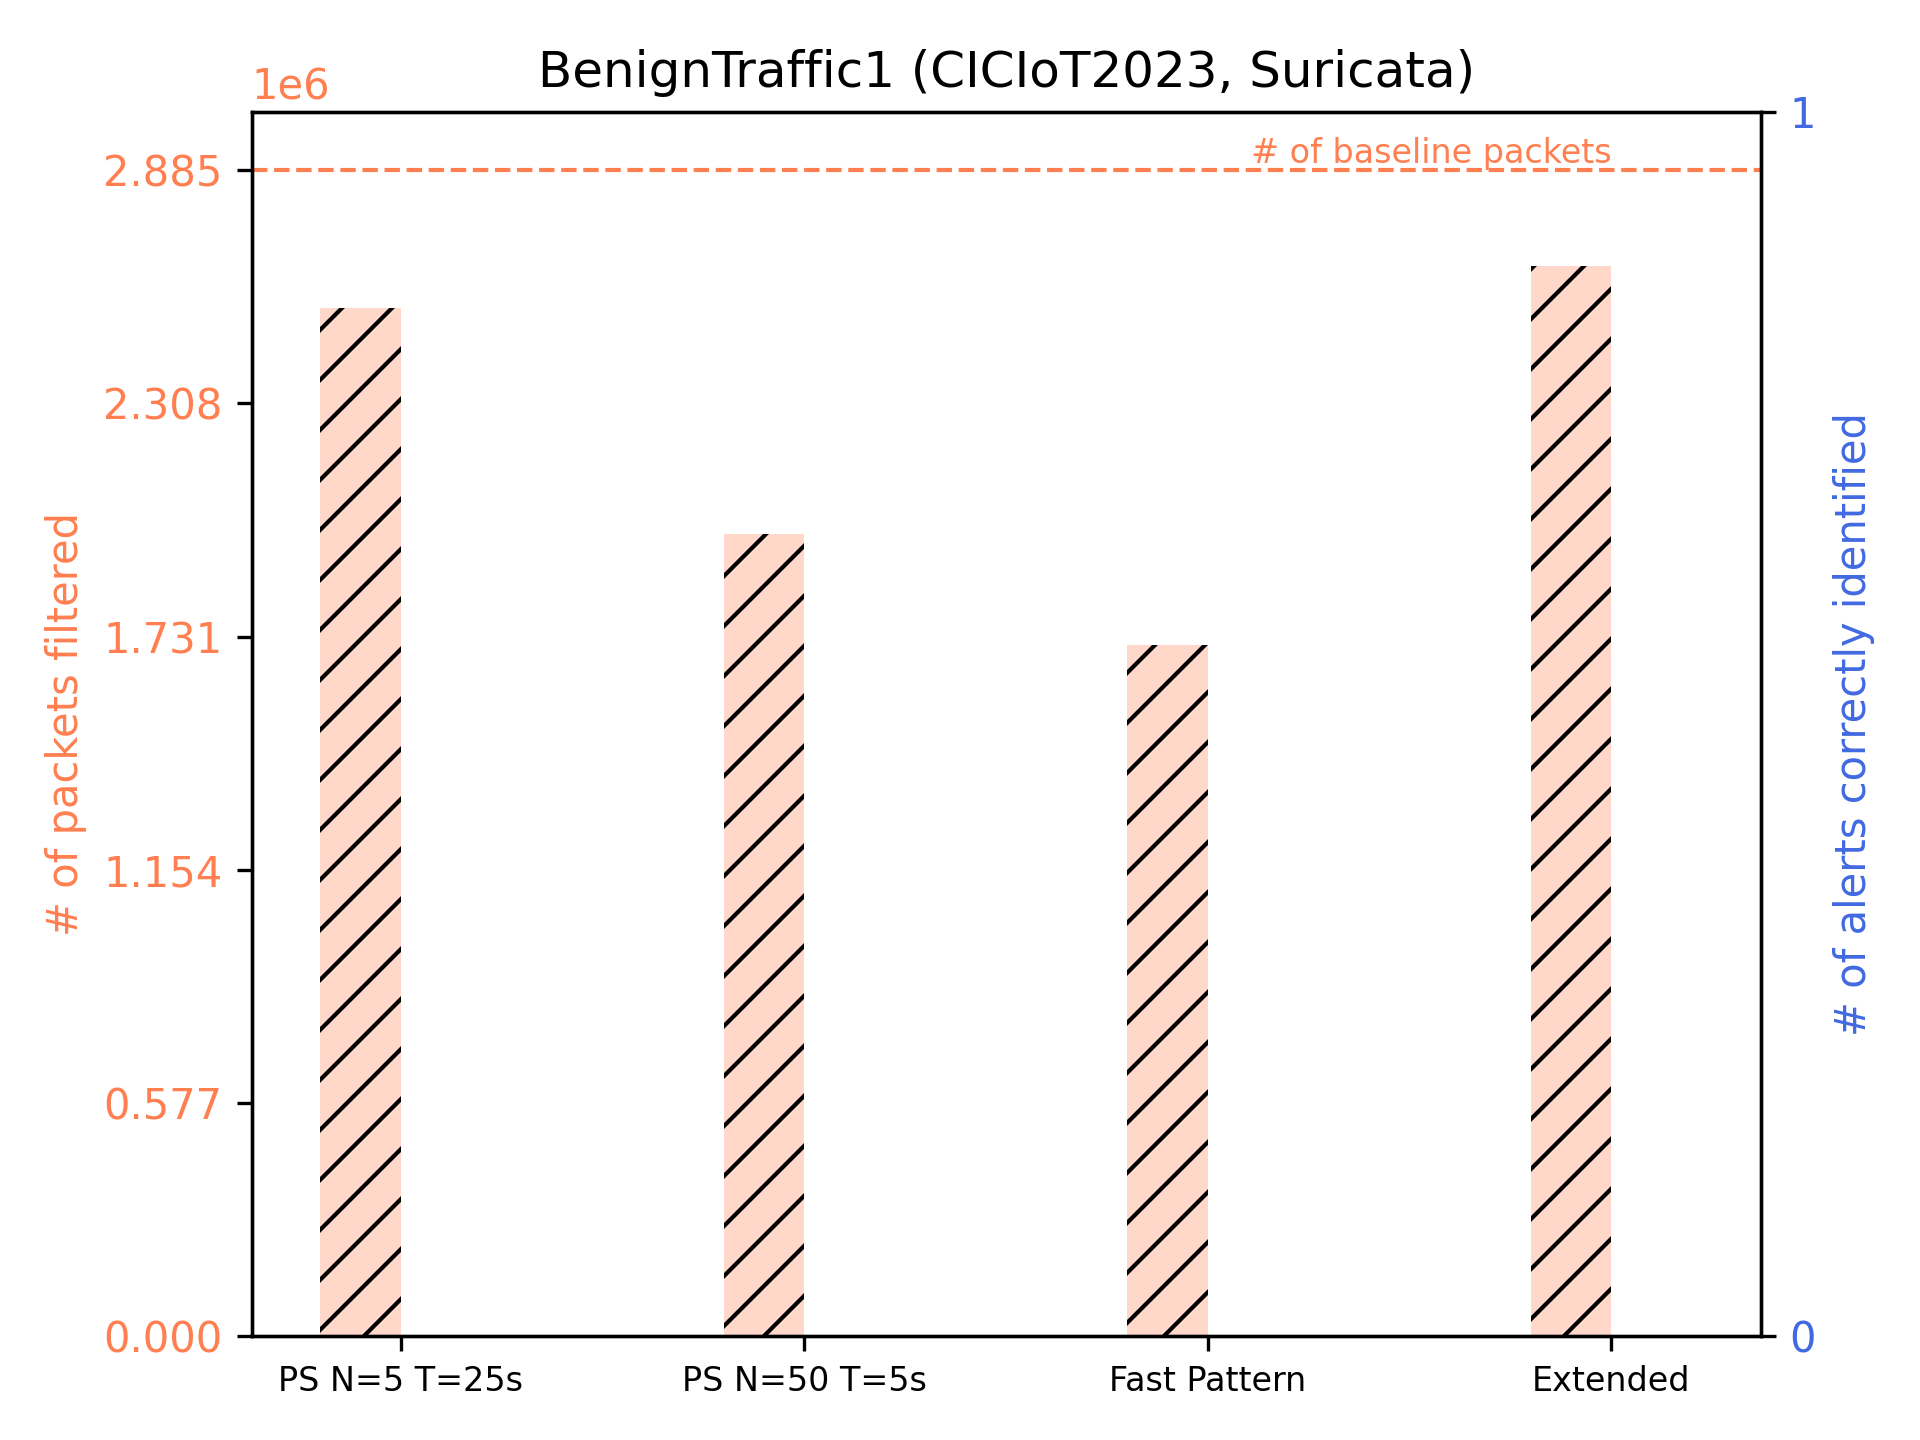 BenignTraffic1 (CICIoT2023, Suricata)
1e6
# of baseline packets
2.885
2.308
1.731
1.154
0.577
0.000
# of packets filtered
1
0
# of alerts correctly identified
PS N=5 T=25s
PS N=50 T=5s
Fast Pattern
Extended